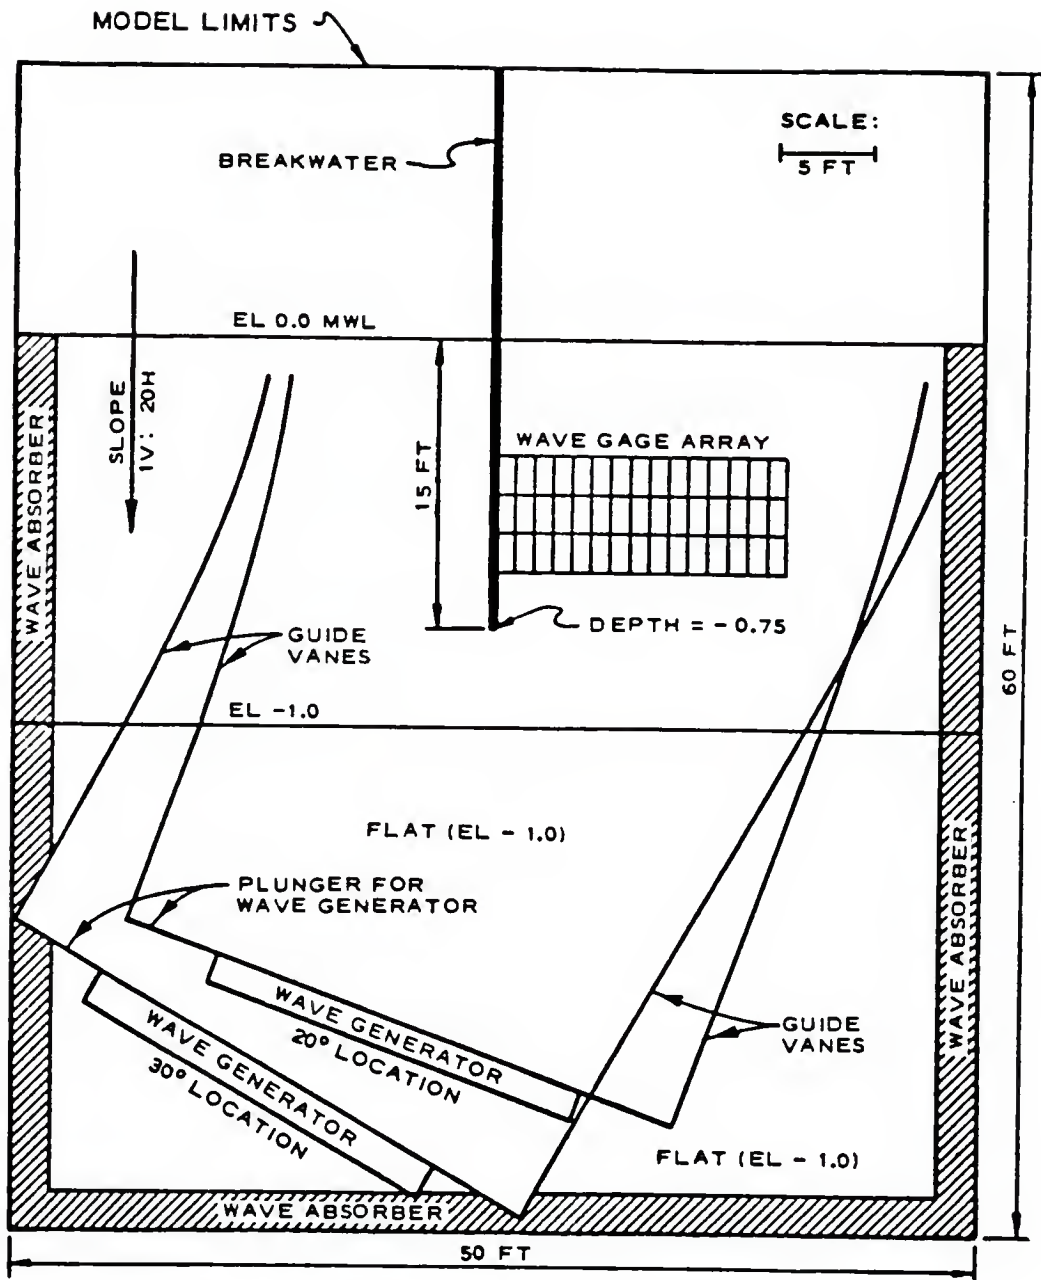 MODEL LIMITS
SCALE:
5 FT
BREAKWATER
EL 0.0 MWL
SLOPE
1V: 20H
WAVE ABSORBER
15 FT
WAVE GAGE ARRAY
DEPTH = - 0.75
GUIDE
VANES
60 FT
EL -1.0
FLAT (EL - 1.0)
PLUNGER FOR
WAVE GENERATOR
WAVE GENERATOR
20° LOCATION
WAVE GENERATOR
30° LOCATION
GUIDE
VANES
WAVE ABSORBER
FLAT (EL - 1.0)
WAVE ABSORBER
50 FT